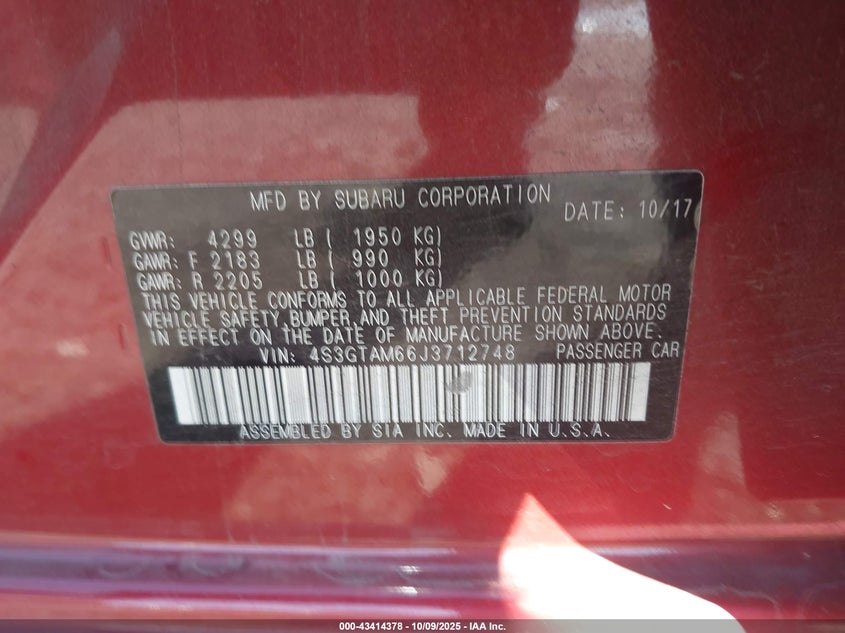 MFD BY SUBARU CORPORATION DATE: 10/17
GVWR: 4299 LB ( 1950 KG)
GAWR: F 2183 LB ( 990 KG)
GAWR: R 2205 LB ( 1000 KG)
THIS VEHICLE CONFORMS TO ALL APPLICABLE FEDERAL MOTOR
VEHICLE SAFETY, BUMPER, AND THEFT PREVENTION STANDARDS
IN EFFECT ON THE DATE OF MANUFACTURE SHOWN ABOVE.
VIN: 4S3GTAM66J3712748 PASSENGER CAR
ASSEMBLED BY SIA INC. MADE IN U.S.A.
000-43414378 - 10/09/2025 - IAA Inc.